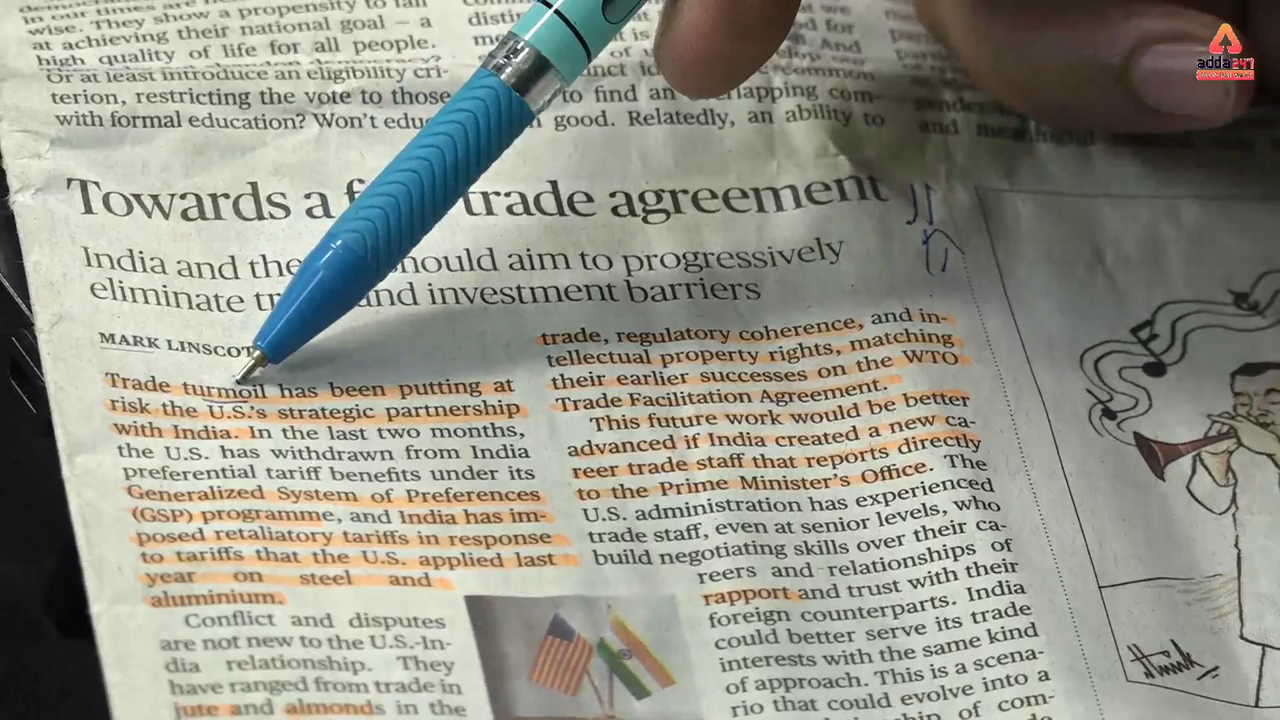 in our times are
wise. They show a propensity to fall
at achieving their national goal — a
high quality of life for all people.
Or at least introduce an eligibility cri-
terion, restricting the vote to those
with formal education? Won't
to find an
com-
good. Relatedly, an ability to
and
adda247
Towards a trade agreement
India and the should aim to progressively
eliminate and investment barriers
MARK
Trade turmoil has been putting at
risk the U.S.'s strategic partnership
with India. In the last two months,
the U.S. has withdrawn from India
preferential tariff benefits under its
Generalized System of Preferences
(GSP) programme, and India has im-
posed retaliatory tariffs in response
to tariffs that the U.S. applied last
year on steel and
aluminium.
Conflict and disputes
are not new to the U.S.-In-
dia relationship. They
have ranged from trade in
jute and almonds in the
trade, regulatory coherence, and in-
tellectual property rights, matching
their earlier successes on the WTO
Trade Facilitation Agreement.
This future work would be better
advanced if India created a new ca-
reer trade staff that reports directly
to the Prime Minister's Office. The
U.S. administration has experienced
trade staff, even at senior levels, who
build negotiating skills over their ca-
reers and relationships of
rapport and trust with their
foreign counterparts. India
could better serve its trade
interests with the same kind
of approach. This is a scena-
rio that could evolve into a
of com-